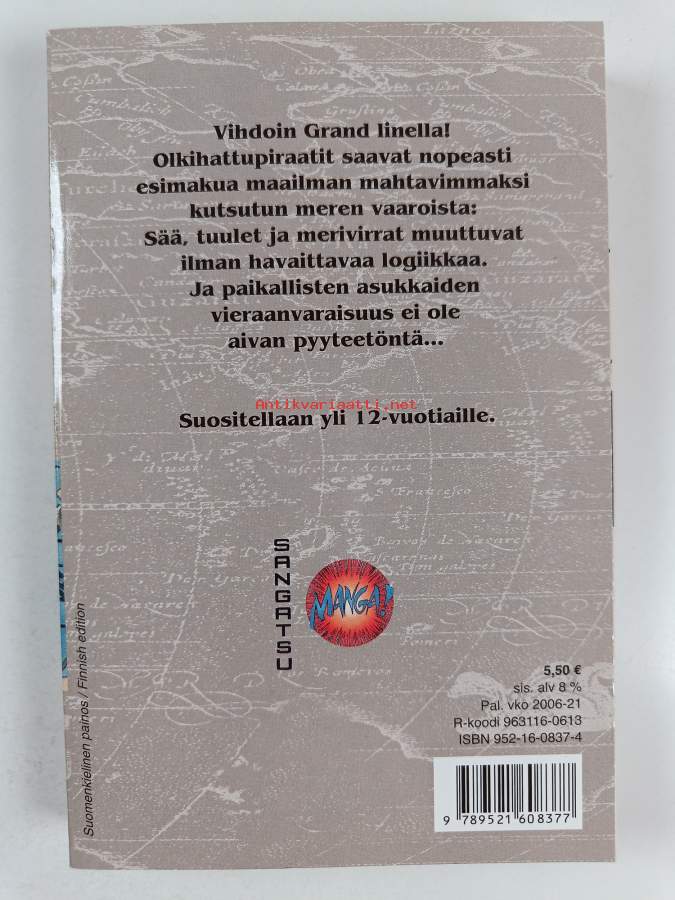 Vihdoin Grand linella!
Olkihattupiraatit saavat nopeasti
esimakua maailman mahtavimmaksi
kutsutun meren vaaroista:
Sää, tuulet ja merivirrat muuttuvat
ilman havaittavaa logiikkaa.
Ja paikallisten asukkaiden
vieraanvaraisuus ei ole
aivan pyyteetöntä...
Antikvariaatti.net
Suositellaan yli 12-vuotiaille.
SANGATSU
MANGA!
5,50 €
sis. alv 8 %
Pal. vko 2006-21
R-koodi 963116-0613
ISBN 952-16-0837-4
9 789521 608377
Suomenkielinen painos / Finnish edition